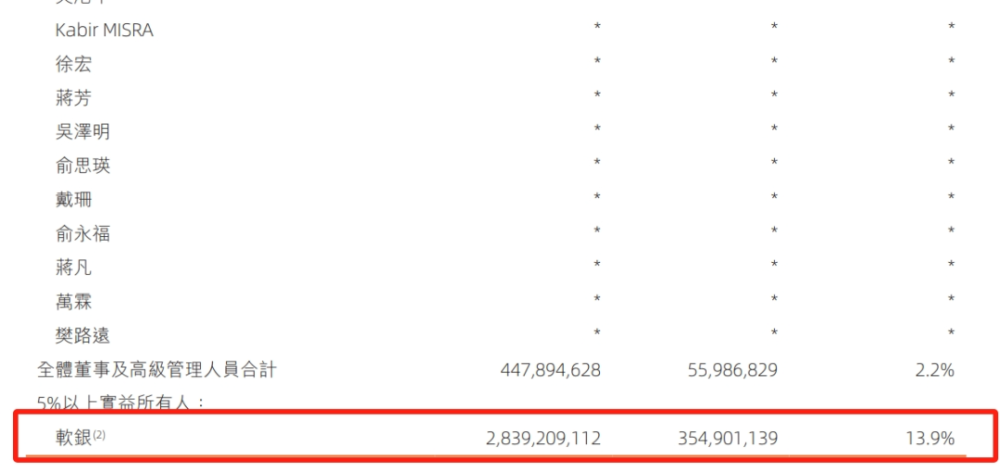 Kabir MISRA * * *
徐宏 * * *
蔣芳 * * *
吳澤明 * * *
俞思瑛 * * *
戴珊 * * *
俞永福 * * *
蔣凡 * * *
萬霖 * * *
樊路遠 * * *
全體董事及高級管理人員合計 447,894,628 55,986,829 2.2%
5%以上實益所有人：
軟銀(2) 2,839,209,112 354,901,139 13.9%